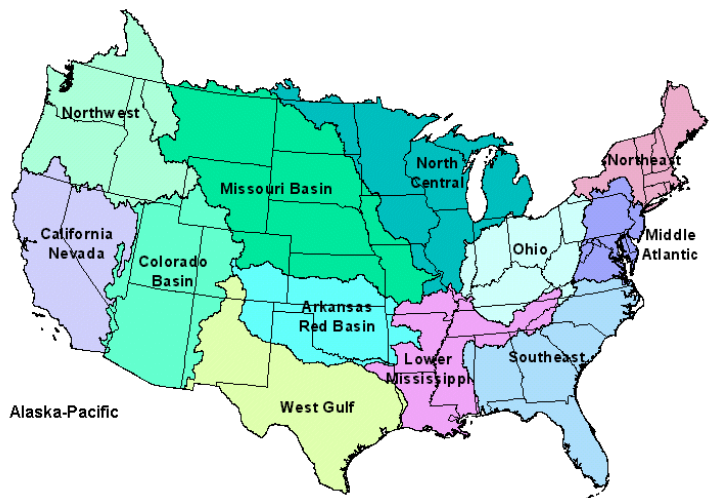 Northwest
Northeast
North
Central
Missouri Basin
California
Nevada
Colorado
Basin
Ohio
Middle
Atlantic
Arkansas
Red Basin
Lower
Mississippi
Southeast
West Gulf
Alaska-Pacific